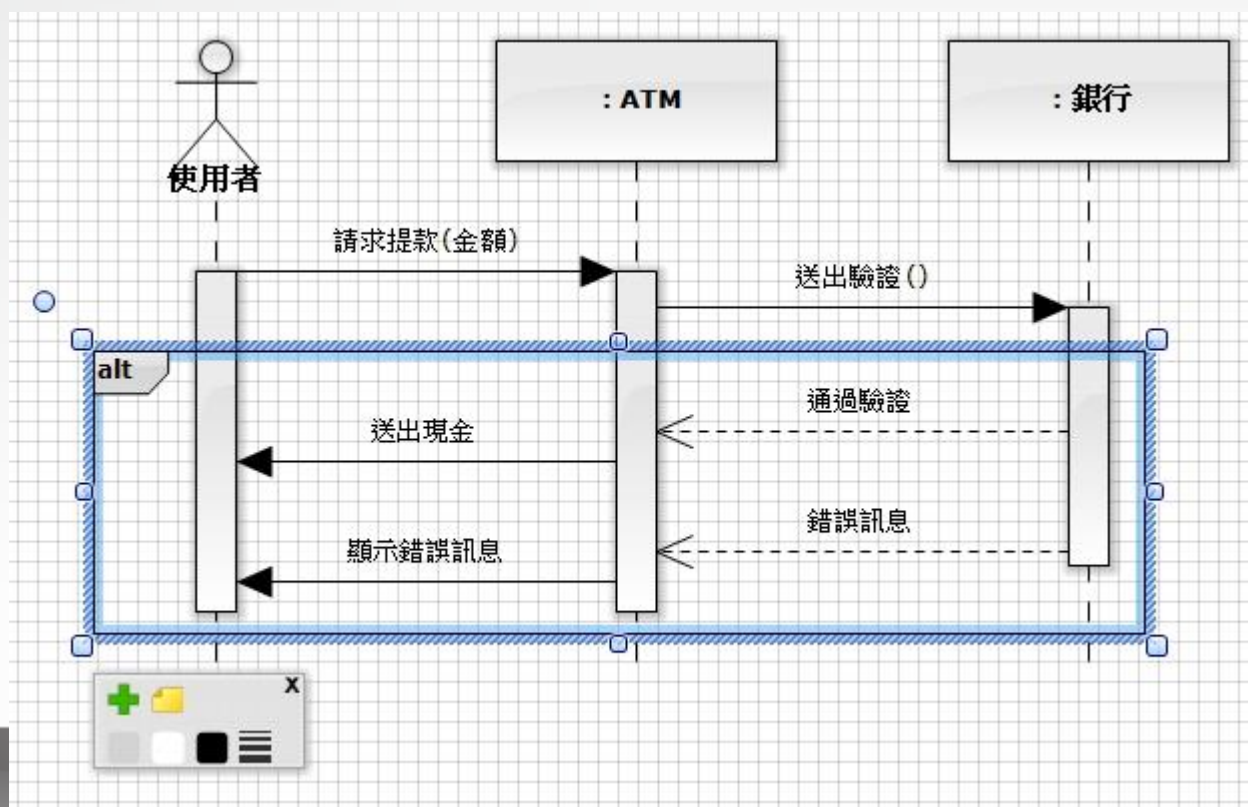 : ATM
: 銀行
使用者
請求提款(金額)
送出驗證()
alt
通過驗證
送出現金
錯誤訊息
顯示錯誤訊息
X